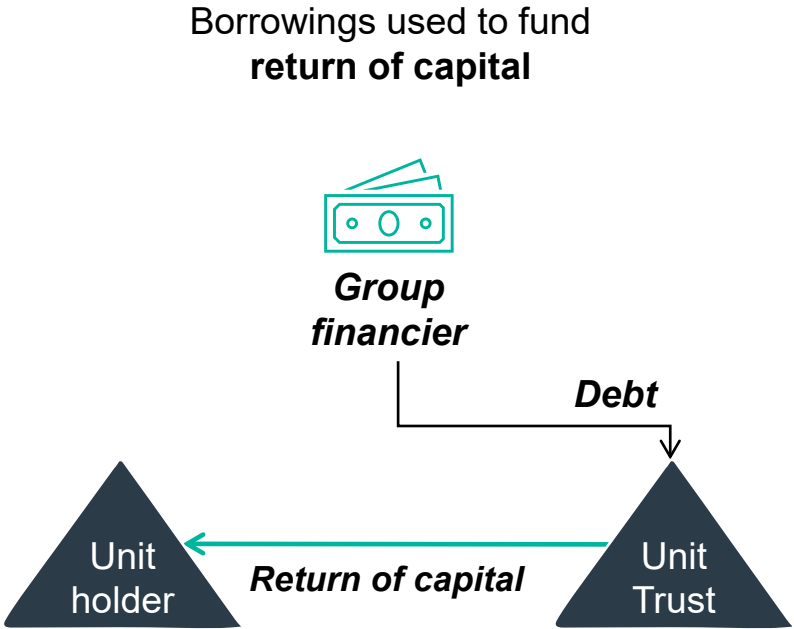 Borrowings used to fund
return of capital
Group
financier
Debt
Unit
holder
Return of capital
Unit
Trust